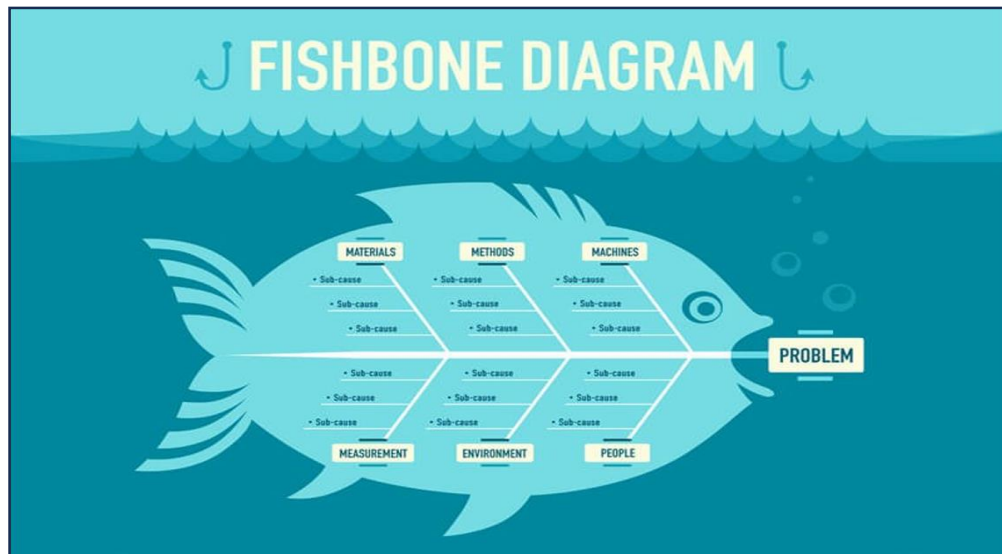 FISHBONE DIAGRAM
MATERIALS
METHODS
MACHINES
• Sub-cause
• Sub-cause
• Sub-cause
• Sub-cause
• Sub-cause
• Sub-cause
• Sub-cause
• Sub-cause
• Sub-cause
PROBLEM
• Sub-cause
• Sub-cause
• Sub-cause
• Sub-cause
• Sub-cause
• Sub-cause
• Sub-cause
• Sub-cause
• Sub-cause
MEASUREMENT
ENVIRONMENT
PEOPLE